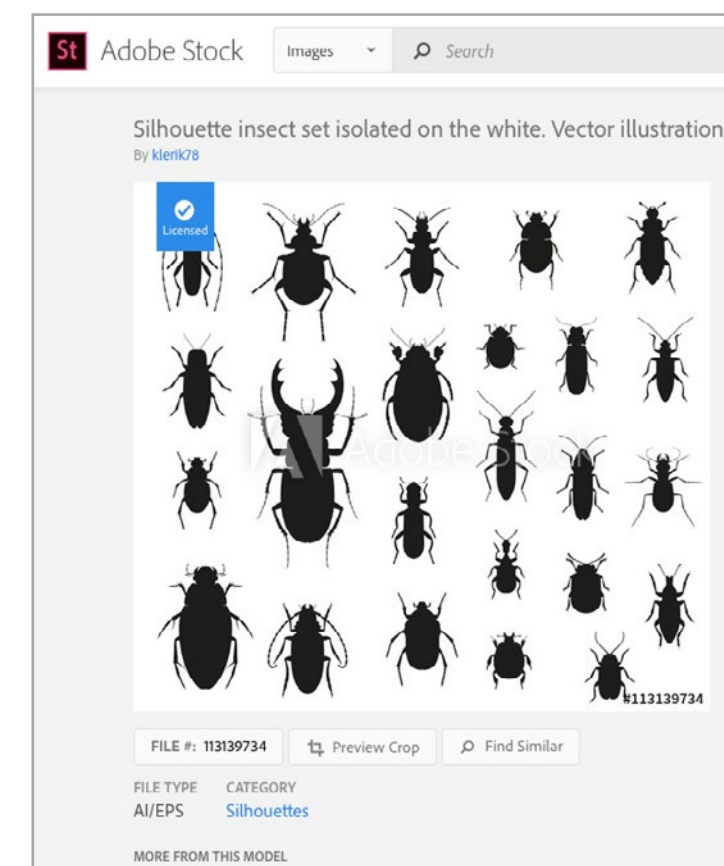 St Adobe Stock Images Search
Silhouette insect set isolated on the white. Vector illustration
By klerik78
Licensed
Adobe Stock
#113139734
FILE #: 113139734 Preview Crop Find Similar
FILE TYPE CATEGORY
AI/EPS Silhouettes
MORE FROM THIS MODEL